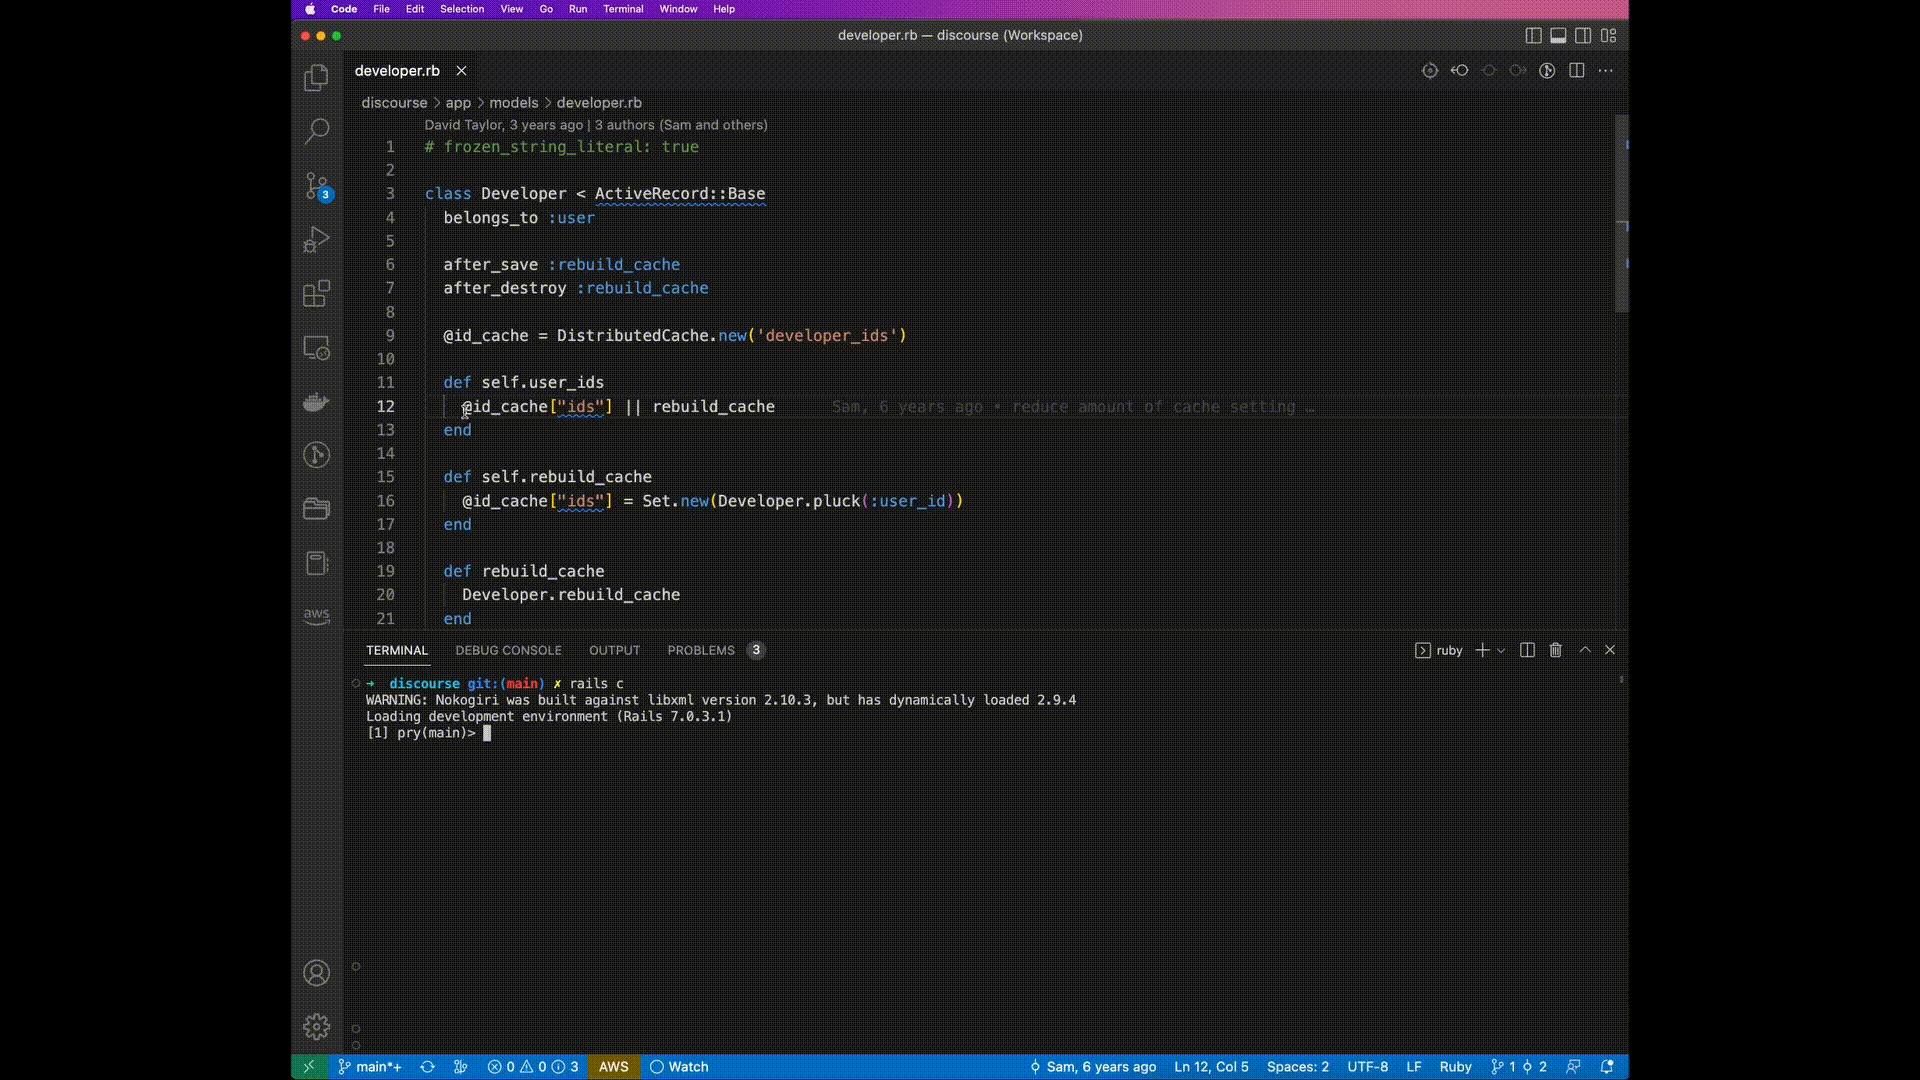 Code File Edit Selection View Go Run Terminal Window Help
developer.rb — discourse (Workspace)
developer.rb
discourse > app > models > developer.rb
David Taylor, 3 years ago | 3 authors (Sam and others)
1 # frozen_string_literal: true
2
3 class Developer < ActiveRecord::Base
4 belongs_to :user
5
6 after_save :rebuild_cache
7 after_destroy :rebuild_cache
8
9 @id_cache = DistributedCache.new('developer_ids')
10
11 def self.user_ids
12 @id_cache["ids"] || rebuild_cache Sam, 6 years ago • reduce amount of cache setting …
13 end
14
15 def self.rebuild_cache
16 @id_cache["ids"] = Set.new(Developer.pluck(:user_id))
17 end
18
19 def rebuild_cache
20 Developer.rebuild_cache
21 end
3
aws
TERMINAL DEBUG CONSOLE OUTPUT PROBLEMS 3 ruby
➜ discourse git:(main) ✗ rails c
WARNING: Nokogiri was built against libxml version 2.10.3, but has dynamically loaded 2.9.4
Loading development environment (Rails 7.0.3.1)
[1] pry(main)>
main*+ 0 0 3 AWS Watch Sam, 6 years ago Ln 12, Col 5 Spaces: 2 UTF-8 LF Ruby 1 2